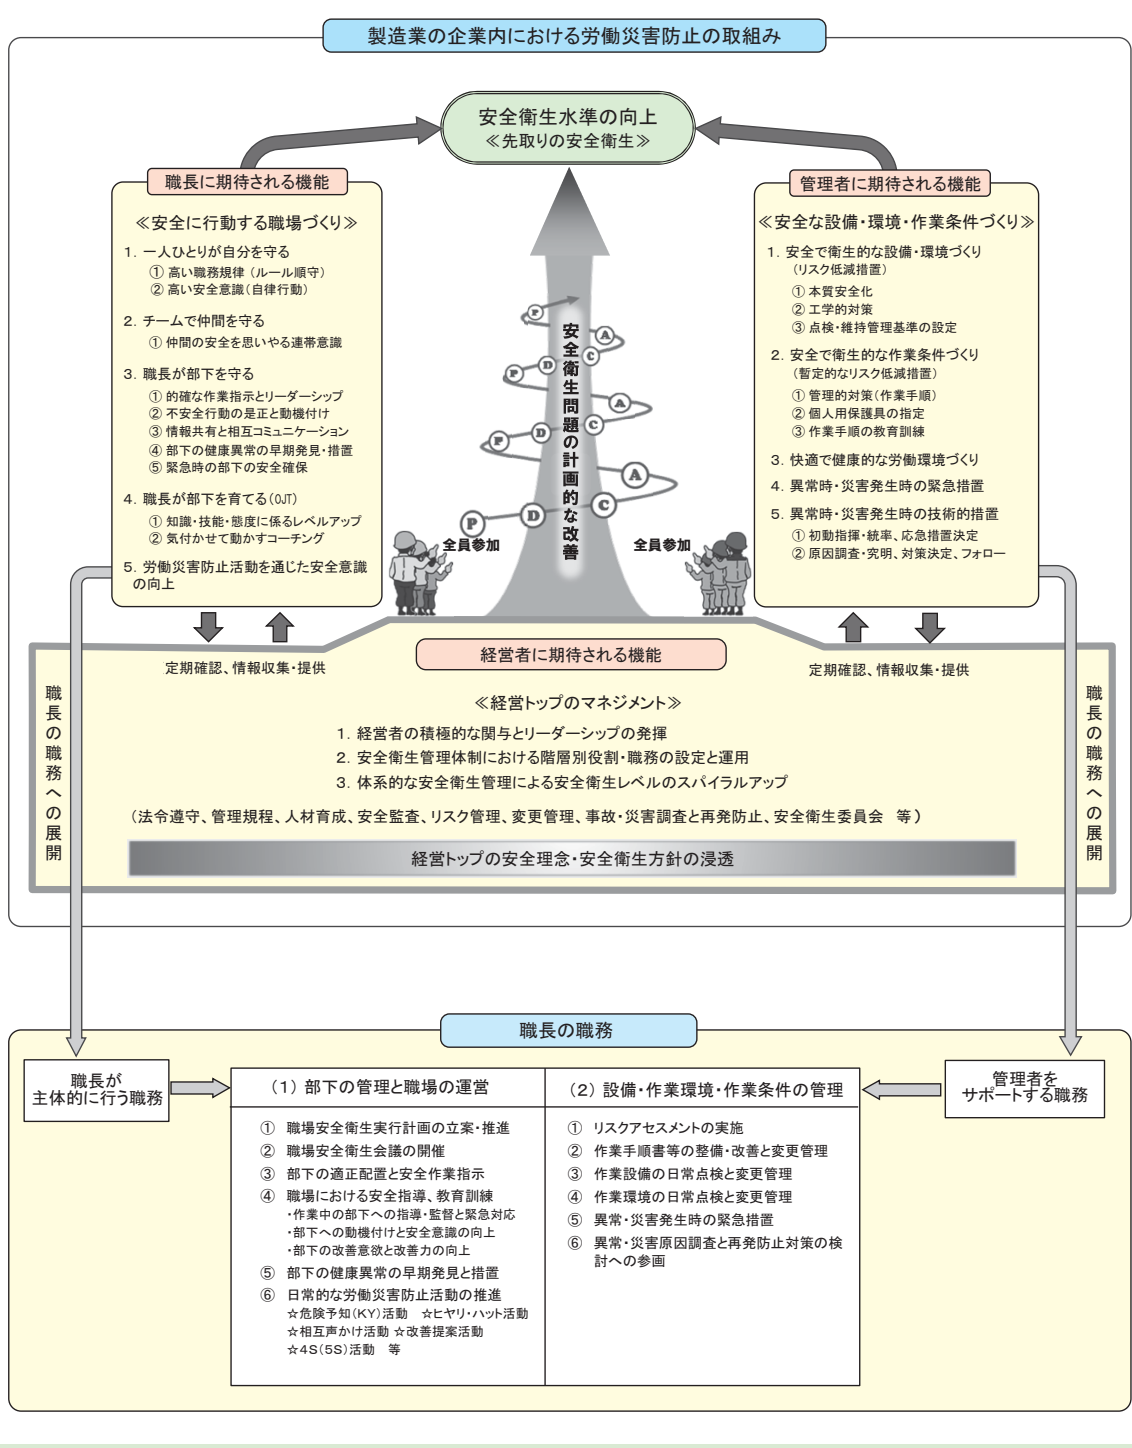 製造業の企業内における労働災害防止の取組み
安全衛生水準の向上
≪先取りの安全衛生≫
職長に期待される機能
≪安全に行動する職場づくり≫
1. 一人ひとりが自分を守る
① 高い職務規律（ルール順守）
② 高い安全意識（自律行動）
2. チームで仲間を守る
① 仲間の安全を思いやる連帯意識
3. 職長が部下を守る
① 的確な作業指示とリーダーシップ
② 不安全行動の是正と動機付け
③ 情報共有と相互コミュニケーション
④ 部下の健康異常の早期発見・措置
⑤ 緊急時の部下の安全確保
4. 職長が部下を育てる（OJT）
① 知識・技能・態度に係るレベルアップ
② 気付かせて動かすコーチング
5. 労働災害防止活動を通じた安全意識
の向上
安全衛生問題の計画的な改善
P
A
C
D
P
A
C
D
P
A
C
D
P
全員参加
全員参加
管理者に期待される機能
≪安全な設備・環境・作業条件づくり≫
1. 安全で衛生的な設備・環境づくり
（リスク低減措置）
① 本質安全化
② 工学的対策
③ 点検・維持管理基準の設定
2. 安全で衛生的な作業条件づくり
（暫定的なリスク低減措置）
① 管理的対策（作業手順）
② 個人用保護具の指定
③ 作業手順の教育訓練
3. 快適で健康的な労働環境づくり
4. 異常時・災害発生時の緊急措置
5. 異常時・災害発生時の技術的措置
① 初動指揮・統率、応急措置決定
② 原因調査・究明、対策決定、フォロー
定期確認、情報収集・提供
経営者に期待される機能
定期確認、情報収集・提供
≪経営トップのマネジメント≫
1. 経営者の積極的な関与とリーダーシップの発揮
2. 安全衛生管理体制における階層別役割・職務の設定と運用
3. 体系的な安全衛生管理による安全衛生レベルのスパイラルアップ
（法令遵守、管理規程、人材育成、安全監査、リスク管理、変更管理、事故・災害調査と再発防止、安全衛生委員会　等）
経営トップの安全理念・安全衛生方針の浸透
職長の職務への展開
職長の職務への展開
職長の職務
職長が
主体的に行う職務
（1）部下の管理と職場の運営
① 職場安全衛生実行計画の立案・推進
② 職場安全衛生会議の開催
③ 部下の適正配置と安全作業指示
④ 職場における安全指導、教育訓練
・作業中の部下への指導・監督と緊急対応
・部下への動機付けと安全意識の向上
・部下の改善意欲と改善力の向上
⑤ 部下の健康異常の早期発見と措置
⑥ 日常的な労働災害防止活動の推進
☆危険予知（KY）活動　☆ヒヤリ・ハット活動
☆相互声かけ活動 ☆改善提案活動
☆4S（5S）活動　等
（2）設備・作業環境・作業条件の管理
① リスクアセスメントの実施
② 作業手順書等の整備・改善と変更管理
③ 作業設備の日常点検と変更管理
④ 作業環境の日常点検と変更管理
⑤ 異常・災害発生時の緊急措置
⑥ 異常・災害原因調査と再発防止対策の検
討への参画
管理者を
サポートする職務